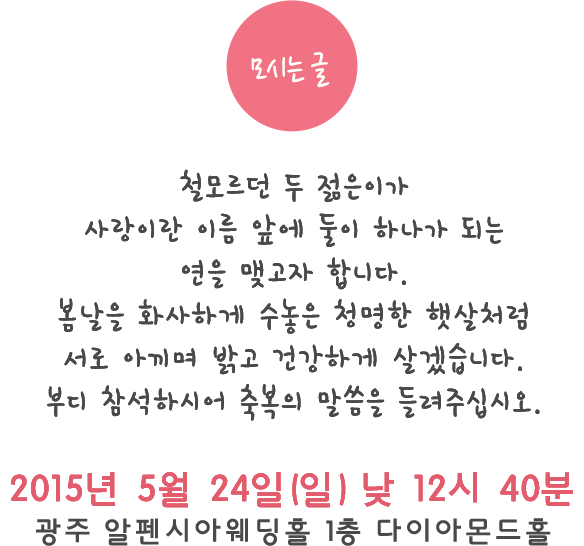 모시는 글
철모르던 두 젊은이가
사랑이란 이름 앞에 둘이 하나가 되는
연을 맺고자 합니다.
봄날을 화사하게 수놓은 청명한 햇살처럼
서로 아끼며 밝고 건강하게 살겠습니다.
부디 참석하시어 축복의 말씀을 들려주십시오.
2015년 5월 24일(일) 낮 12시 40분
광주 알펜시아웨딩홀 1층 다이아몬드홀